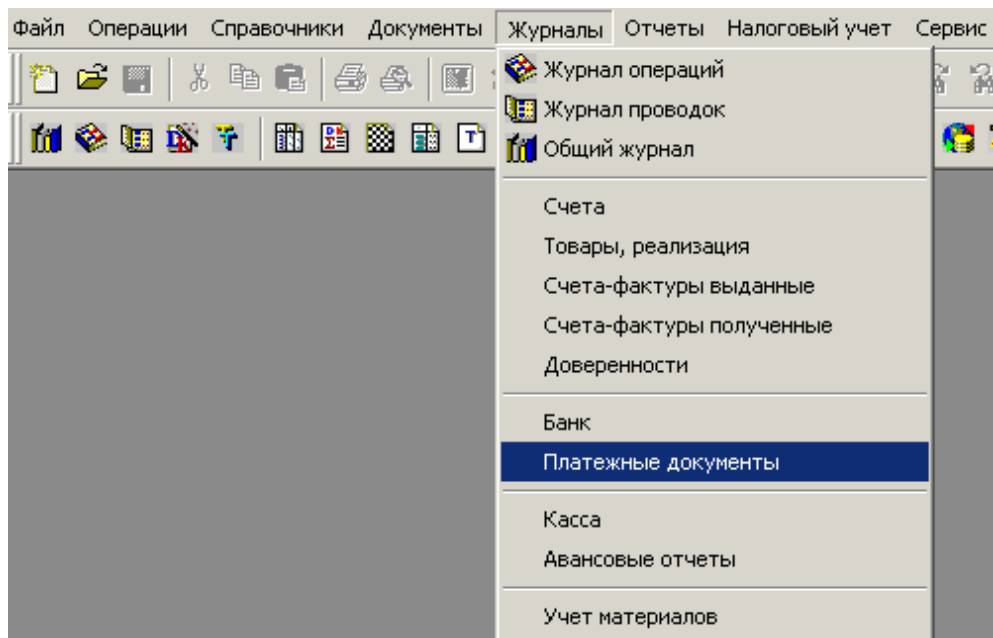 Файл Операции Справочники Документы Журналы Отчеты Налоговый учет Сервис
Журнал операций
Журнал проводок
Общий журнал
Счета
Товары, реализация
Счета-фактуры выданные
Счета-фактуры полученные
Доверенности
Банк
Платежные документы
Касса
Авансовые отчеты
Учет материалов